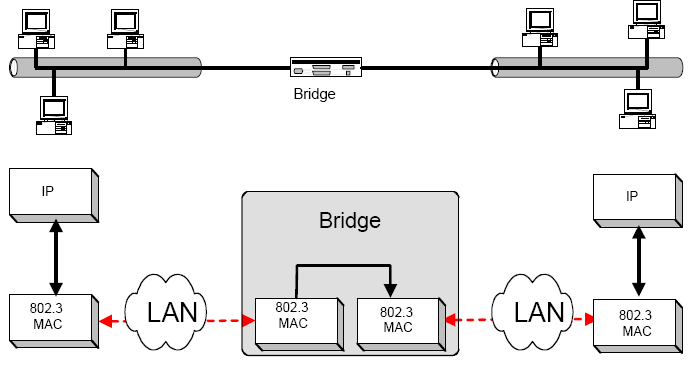 Bridge
IP
Bridge
IP
802.3
MAC
LAN
802.3
MAC
802.3
MAC
LAN
802.3
MAC